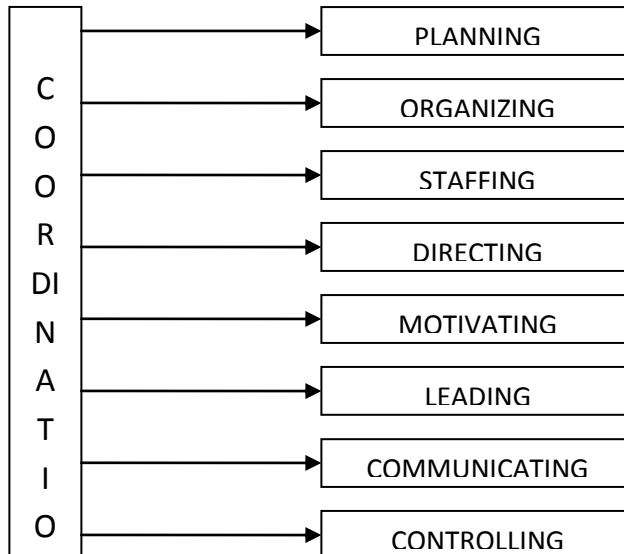 C
O
O
R
DI
N
A
T
I
O
PLANNING
ORGANIZING
STAFFING
DIRECTING
MOTIVATING
LEADING
COMMUNICATING
CONTROLLING